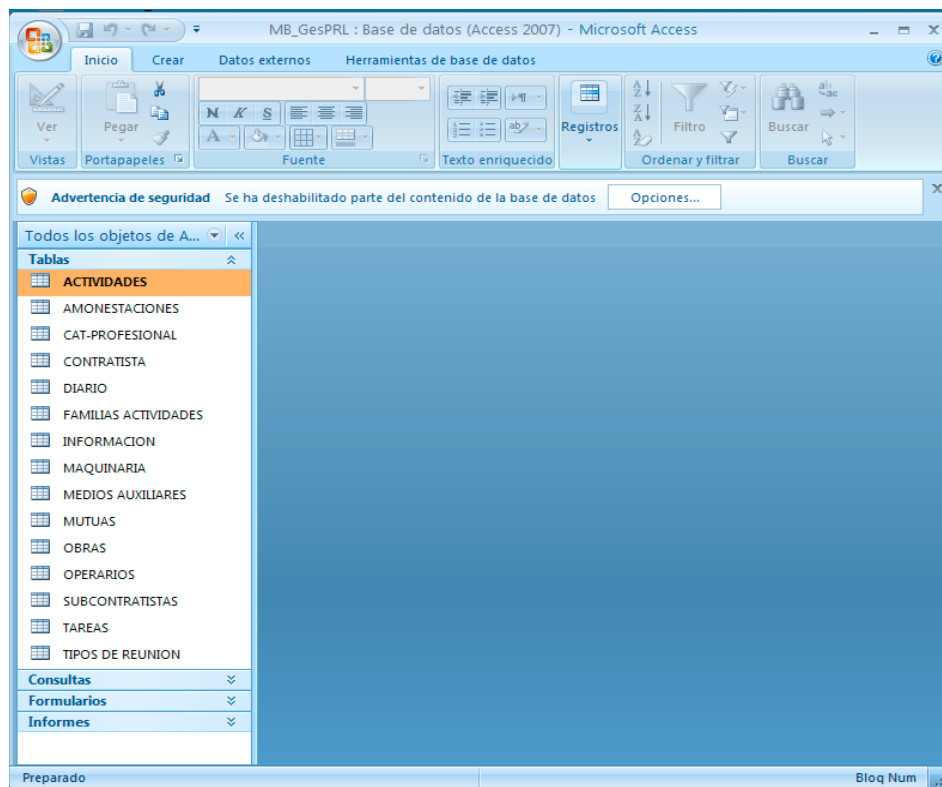 MB_GesPRL : Base de datos (Access 2007) - Microsoft Access
Inicio Crear Datos externos Herramientas de base de datos
Ver Pegar N K S Registros Filtro Buscar
Vistas Portapapeles Fuente Texto enriquecido Ordenar y filtrar Buscar
Advertencia de seguridad Se ha deshabilitado parte del contenido de la base de datos Opciones...
Todos los objetos de A...
Tablas
ACTIVIDADES
AMONESTACIONES
CAT-PROFESIONAL
CONTRATISTA
DIARIO
FAMILIAS ACTIVIDADES
INFORMACION
MAQUINARIA
MEDIOS AUXILIARES
MUTUAS
OBRAS
OPERARIOS
SUBCONTRATISTAS
TAREAS
TIPOS DE REUNION
Consultas
Formularios
Informes
Preparado Bloq Num